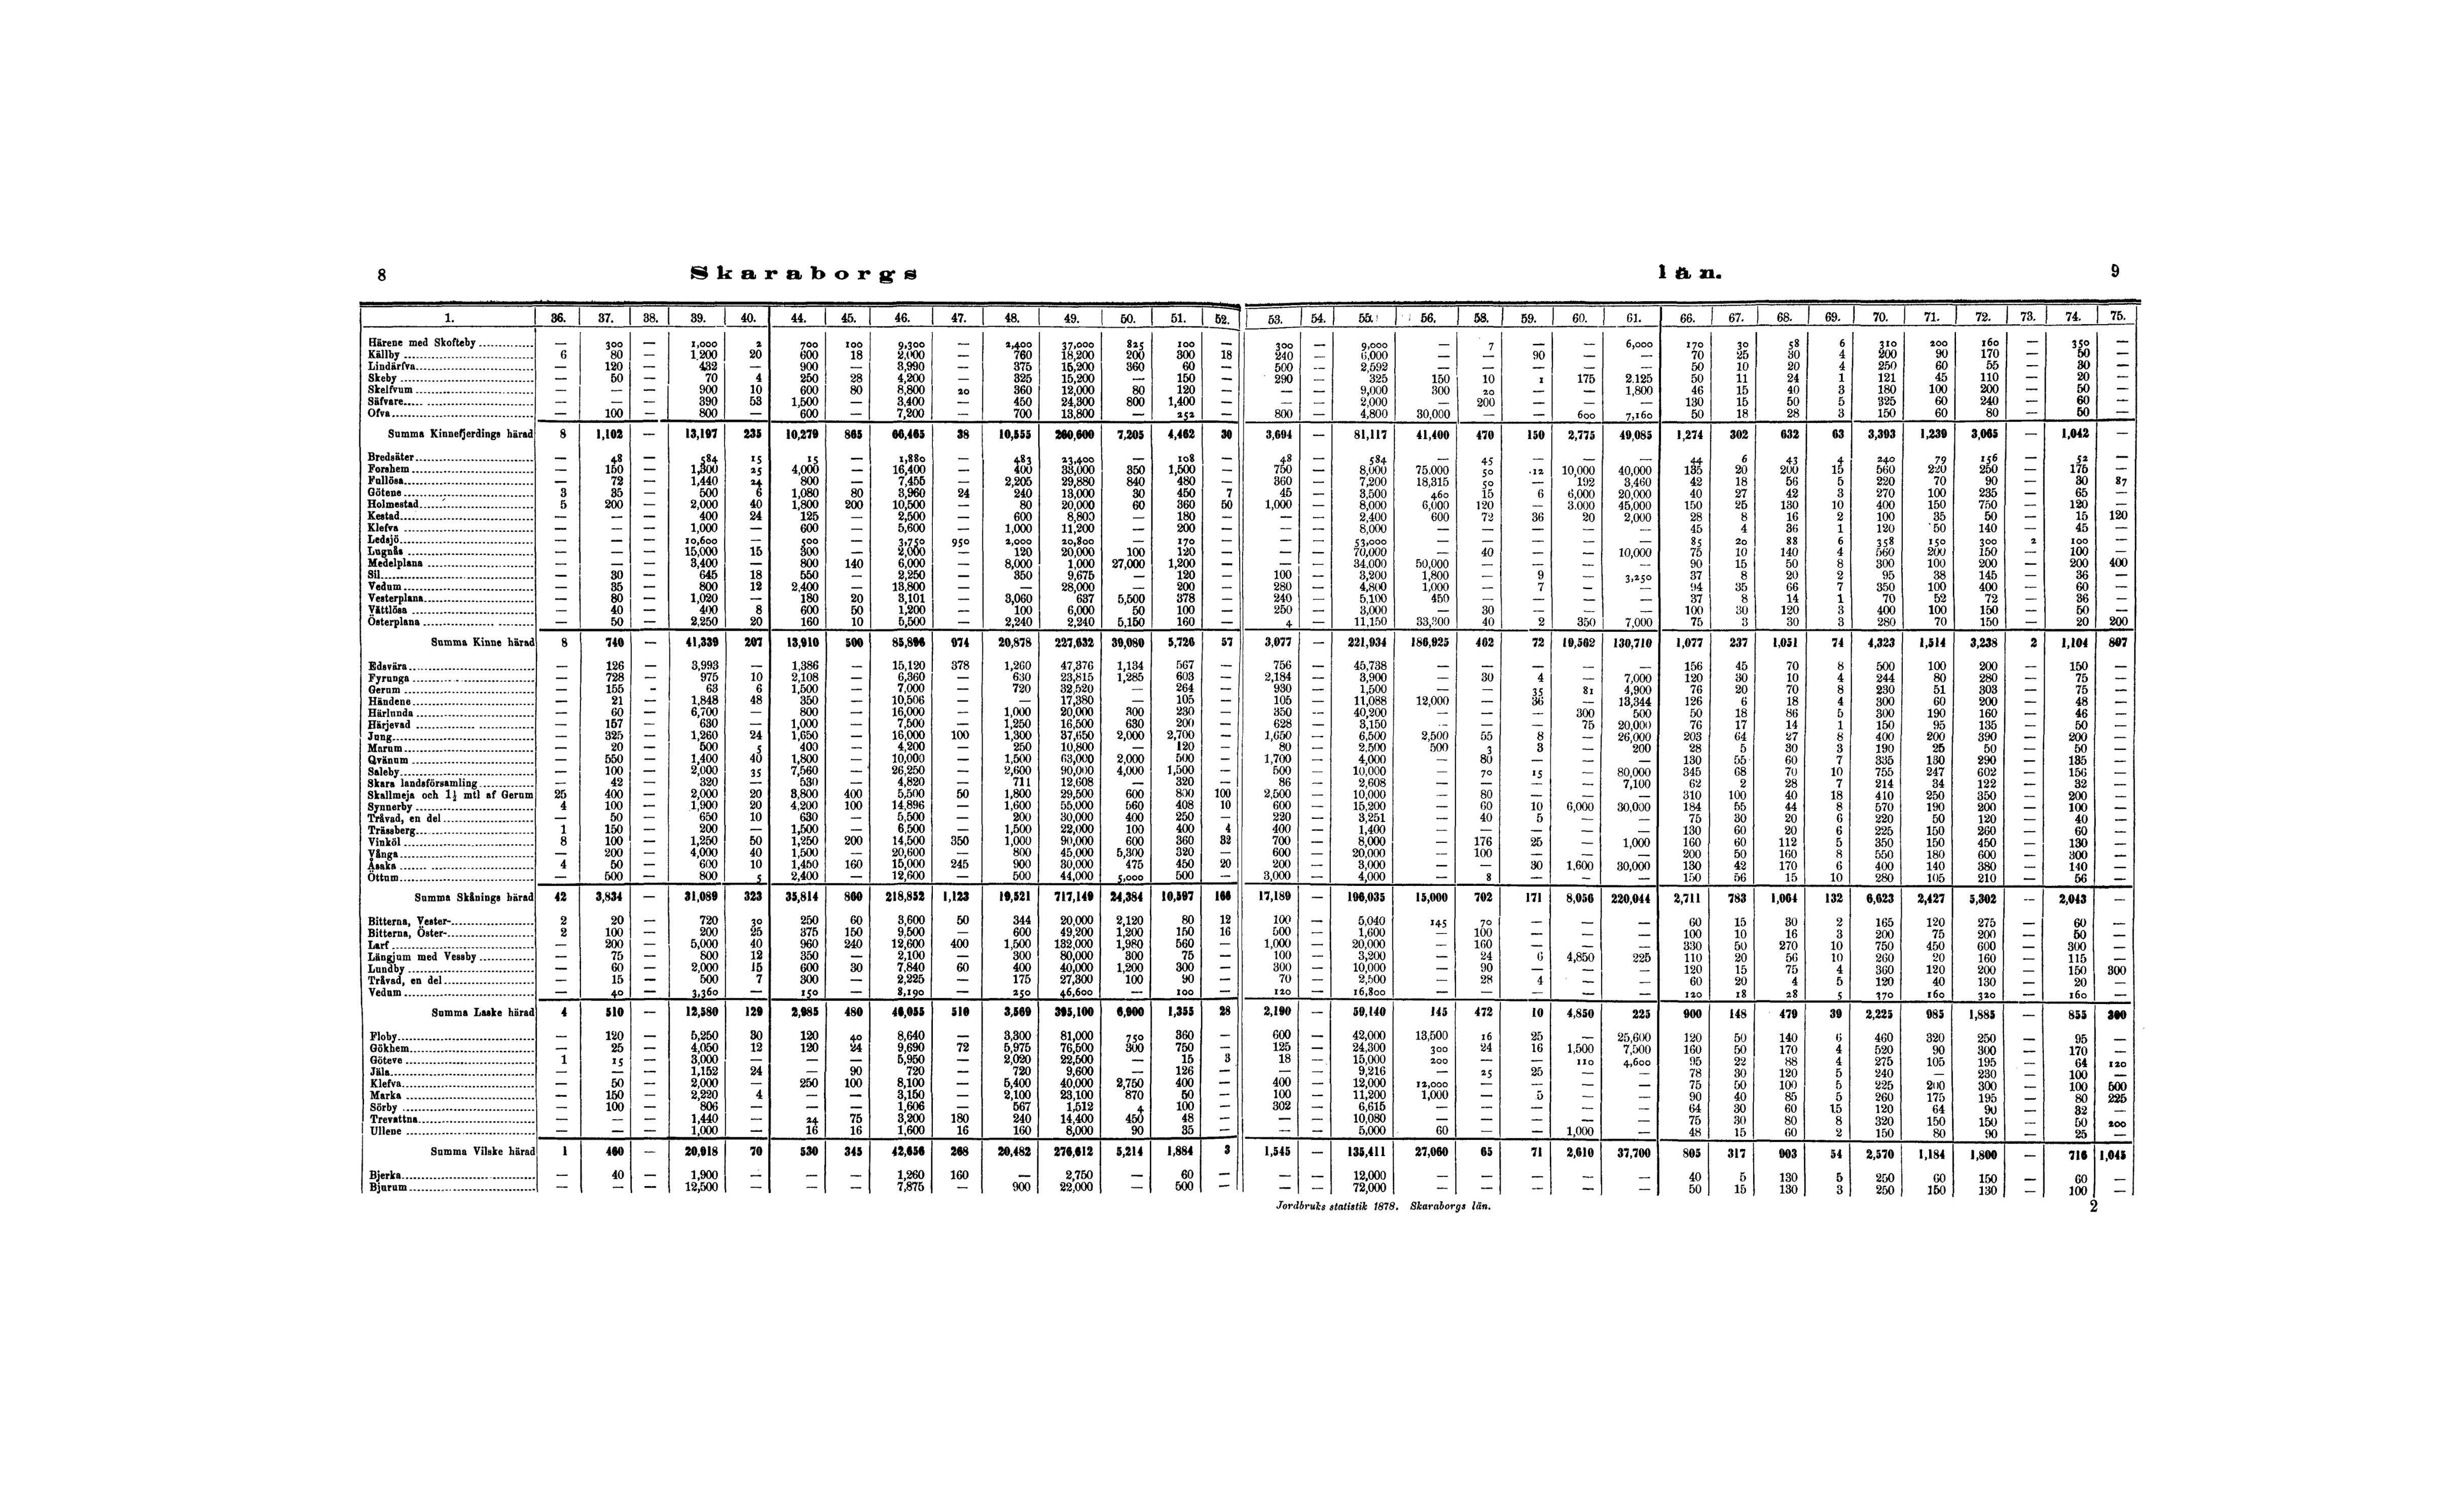 8 Skaraborgs län. 9
1. 36. 37. 38. 39. 40. 44. 45. 46. 47. 48. 49. 50. 51. 52. 53. 54. 55. 56. 58. 59. 60. 61. 66. 67. 68. 69. 70. 71. 72. 73. 74. 75.
Härene med Skofteby — 300 — 1,000 2 700 100 9,300 — 2,400 37,000 825 100 — 300 — 9,000 — 7 — — 6,000 170 30 58 6 310 200 160 — 350 —
Källby 6 80 — 1,200 20 600 18 2,000 — 760 18,200 200 300 18 240 — 6,000 — — 90 — — 70 25 30 4 200 90 170 — 50 —
Lindärfva — 120 — 432 — 900 — 3,990 — 375 15,200 360 60 — 500 — 2,592 — — — — — 50 10 20 4 250 60 55 — 30 —
Skeby — 50 — 70 4 250 28 4,200 — 325 15,200 — 150 — 290 — 325 150 10 1 175 2.125 50 11 24 1 121 45 110 — 20 —
Skelfvum — — — 900 10 600 80 8,800 20 360 12,000 80 120 — — — 9,000 300 20 — — 1,800 46 15 40 3 180 100 200 — 50 —
Säfvare — — — 390 53 1,500 — 3,400 — 450 24,300 800 1,400 — — — 2,000 — 200 — — — 130 15 50 5 325 60 240 — 60 —
Ofva — 100 — 800 — 600 — 7,200 — 700 13,800 — 252 — 800 — 4,800 30,000 — — 600 7,160 50 18 28 3 150 60 80 — 50 —
Summa Kinnefjerdings härad 8 1,102 — 13,197 235 10,279 865 66,465 38 10,555 260,600 7,205 4,462 30 3,694 — 81,117 41,400 470 150 2,775 49,085 1,274 302 632 63 3,393 1,239 3,065 — 1,042 —
Bredsäter — 48 — 584 15 15 — 1,880 — 483 23,400 — 108 — 48 — 584 — 45 — — — 44 6 43 4 240 79 156 — 52 —
Forshem — 150 — 1,300 25 4,000 — 16,400 — 400 33,000 350 1,500 — 750 — 8,000 75.000 50 12 10,000 40,000 135 20 200 15 560 220 250 — 175 —
Fullösa — 72 — 1,440 24 800 — 7,455 — 2,205 29,880 840 480 — 360 — 7,200 18,315 50 — 192 3,460 42 18 56 5 220 70 90 — 30 87
Götene 3 35 — 500 6 1,080 80 3,960 24 240 13,000 30 450 7 45 — 3,500 460 15 6 6,000 20,000 40 27 42 3 270 100 235 — 65 —
Holmestad 5 200 — 2,000 40 1,800 200 10,500 — 80 20,000 60 360 50 1,000 — 8,000 6,000 120 — 3.000 45,000 150 25 130 10 400 150 750 — 120 —
Kestad — — — 400 24 125 — 2,500 — 600 8,800 — 180 — — — 2,400 600 72 36 20 2,000 28 8 16 2 100 35 50 — 15 120
Klefva — — — 1,000 — 600 — 5,600 — 1,000 11,200 — 200 — — — 8,000 — — — — — 45 4 36 1 120 50 140 — 45 —
Ledsjö — — — 10,600 — 500 — 3,750 950 2,000 20,800 — 170 — — — 53,000 — — — — — 85 20 88 6 358 150 300 2 100 —
Lugnås — — — 15,000 15 300 — 2,000 — 120 20,000 100 120 — — — 70,000 — 40 — — 10,000 75 10 140 4 560 200 150 — 100 —
Medelplana — — — 3,400 — 800 140 6,000 — 8,000 1,000 27,000 1,200 — — — 34,000 50,000 — — — — 90 15 50 8 300 100 200 — 200 400
Sil — 30 — 645 18 550 — 2,250 — 350 9,675 — 120 — 100 — 3,200 1,800 — 9 — 3,250 37 8 20 2 95 38 145 — 36 —
Vedum — 35 — 800 12 2,400 — 13,800 — — 28,000 — 200 — 280 — 4,800 1,000 — 7 — — 94 35 66 7 350 100 400 — 60 —
Vesterplana — 80 — 1,020 — 180 20 3,101 — 3,060 637 5,500 378 — 240 — 5,100 450 — — — — 37 8 14 1 70 52 72 — 36 —
Vättlösa — 40 — 400 8 600 50 1,200 — 100 6,000 50 100 — 250 — 3,000 — 30 — — — 100 30 120 3 400 100 150 — 50 —
Österplana — 50 — 2,250 20 160 10 5,500 — 2,240 2,240 5,150 160 — 4 — 11,150 33,300 40 2 350 7,000 75 3 30 3 280 70 150 — 20 200
Summa Kinne härad 8 740 — 41,339 207 13,910 500 85,896 974 20,878 227,632 39,080 5,726 57 3,077 — 221,934 186,925 462 72 19,562 130,710 1,077 237 1,051 74 4,323 1,514 3,238 2 1,104 807
Edsvära — 126 — 3,993 — 1,386 — 15,120 378 1,260 47,376 1,134 567 — 756 — 45,738 — — — — — 156 45 70 8 500 100 200 — 150 —
Fyrunga — 728 — 975 10 2,108 — 6,360 — 630 23,815 1,285 603 — 2,184 — 3,900 — 30 4 — 7,000 120 30 10 4 244 80 280 — 75 —
Gerum — 155 - 63 6 1,500 — 7,000 — 720 32,520 — 264 — 930 — 1,500 — — 35 81 4,900 76 20 70 8 230 51 303 — 75 —
Händene — 21 — 1,848 48 350 — 10,506 — — 17,380 — 105 — 105 — 11,088 12,000 — 36 — 13,344 126 6 18 4 300 60 200 — 48 —
Härlunda — 60 — 6,700 — 800 — 16,000 — 1,000 20,000 300 230 — 350 — 40,200 — — — 300 500 50 18 86 5 300 190 160 — 46 —
Härjevad — 157 — 630 — 1,000 — 7,500 — 1,250 16,500 630 200 — 628 — 3,150 — — — 75 20,000 76 17 14 1 150 95 135 — 50 —
Jung — 325 — 1,260 24 1,650 — 16,000 100 1,300 37,650 2,000 2,700 — 1,650 — 6,500 2,500 55 8 — 26,000 203 64 27 8 400 200 390 — 200 —
Marum — 20 — 500 5 400 — 4,200 — 250 10,800 — 120 — 80 — 2,500 500 3 3 — 200 28 5 30 3 190 25 50 — 50 —
Qvänum — 550 — 1,400 40 1,800 — 10,000 — 1,500 63,000 2,000 500 — 1,700 — 4,000 — 80 — — — 130 55 60 7 335 130 290 — 185 —
Saleby — 100 — 2,000 35 7,560 — 26,250 — 2,600 90,000 4,000 1,500 — 500 — 10,000 — 70 15 — 80,000 345 68 70 10 755 247 602 — 156 —
Skara landsförsamling — 42 — 320 — 530 — 4,820 — 711 12,608 — 320 — 86 — 2,608 — — — — 7,100 62 2 28 7 214 34 122 — 32 —
Skallmeja och 1½ mtl af Gerum 25 400 — 2,000 20 3,800 400 5,500 50 1,800 29,500 600 800 100 2,500 — 10,000 — 80 — — — 310 100 40 18 410 250 350 — 200 —
Synnerby 4 100 — 1,900 20 4,200 100 14,896 — 1,600 55,000 560 408 10 600 — 15,200 — 60 10 6,000 30,000 184 55 44 8 570 190 200 — 100 —
Tråvad, en del — 50 — 650 10 630 — 5,500 — 200 30,000 400 250 — 220 — 3,251 — 40 5 — — 75 30 20 6 220 50 120 — 40 —
Trässberg 1 150 — 200 — 1,500 — 6,500 — 1,500 22,000 100 400 4 400 — 1,400 — — — — — 130 60 20 6 225 150 260 — 60 —
Vinköl 8 100 — 1,250 50 1,250 200 14,500 350 1,000 90,000 600 360 32 700 — 8,000 — 176 25 — 1,000 160 60 112 5 350 150 450 — 130 —
Vånga — 200 — 4,000 40 1,500 — 20,600 — 800 45,000 5,300 320 — 600 — 20,000 — 100 — — — 200 50 160 8 550 180 600 — 300 —
Åsaka 4 50 — 600 10 1,450 160 15,000 245 900 30,000 475 450 20 200 — 3,000 — — 30 1,600 30,000 130 42 170 6 400 140 380 — 140 —
Öttum — 500 — 800 5 2,400 — 12,600 — 500 44,000 5,000 500 — 3,000 — 4,000 — 8 — — — 150 56 15 10 280 105 210 — 56 —
Summa Skånings härad 42 3,834 — 31,089 323 35,814 860 218,852 1,123 19,521 717,149 24,384 10,597 166 17,189 — 196,035 15,000 702 171 8,056 220,044 2,711 783 1,064 132 6,623 2,427 5,302 — 2,043 —
Bitterna, Vester- 2 20 — 720 30 250 60 3,600 50 344 20,000 2,120 80 12 100 — 5,040 145 70 — — — 60 15 30 2 165 120 275 — 60 —
Bitterna, Öster- 2 100 — 200 25 375 150 9,500 — 600 49,200 1,200 150 16 500 — 1,600 — 100 — — — 100 10 16 3 200 75 200 — 50 —
Larf — 200 — 5,000 40 960 240 12,600 400 1,500 132,000 1,980 560 — 1,000 — 20,000 — 160 — — — 330 50 270 10 750 450 600 — 300 —
Längjum med Vessby — 75 — 800 12 350 — 2,100 — 300 80,000 300 75 — 100 — 3,200 — 24 6 4,850 225 110 20 56 10 260 20 160 — 115 —
Lundby — 60 — 2,000 15 600 30 7,840 60 400 40,000 1,200 300 — 300 — 10,000 — 90 — — — 120 15 75 4 360 120 200 — 150 300
Tråvad, en del — 15 — 500 7 300 — 2,225 — 175 27,300 100 90 — 70 — 2,500 — 28 4 — — 60 20 4 5 120 40 130 — 20 —
Vedum — 40 — 3,360 — 150 — 8,190 — 250 46,600 — 100 — 120 — 16,800 — — — — — 120 18 28 5 370 160 320 — 160 —
Summa Laske härad 4 510 — 12,580 129 2,985 480 46,055 510 3,569 395,100 6,900 1,355 28 2,190 — 59,140 145 472 10 4,850 225 900 148 479 39 2,225 985 1,885 — 855 300
Floby — 120 — 5,250 30 120 40 8,640 — 3,300 81,000 750 360 — 600 — 42,000 13,500 16 25 — 25,600 120 50 140 6 460 320 250 — 95 —
Gökhem — 25 — 4,050 12 120 24 9,690 72 5,975 76,500 300 750 — 125 — 24,300 300 24 16 1,500 7,500 160 50 170 4 520 90 300 — 170 —
Göteve 1 15 — 3,000 — — — 5,950 — 2,020 22,500 — 15 3 18 — 15,000 200 — — 110 4,600 95 22 88 4 275 105 195 — 64 120
Jäla — — — 1,152 24 — 90 720 — 720 9,600 — 126 — — — 9,216 — 25 25 — — 78 30 120 5 240 — 230 — 100 —
Klefva — 50 — 2,000 — 250 100 8,100 — 5,400 40,000 2,750 400 — 400 — 12,000 12,000 — — — — 75 50 100 5 225 200 300 — 100 500
Marka — 150 — 2,220 4 — — 3,150 — 2,100 23,100 870 50 — 100 — 11,200 1,000 — 5 — — 90 40 85 5 260 175 195 — 80 225
Sörby — 100 — 806 — — — 1,606 — 567 1,512 4 100 — 302 — 6,615 — — — — — 64 30 60 15 120 64 90 — 32 —
Trevattna — — — 1,440 — 24 75 3,200 180 240 14,400 450 48 — — — 10,080 — — — — — 75 30 80 8 320 150 150 — 50 200
Ullene — — — 1,000 — 16 16 1,600 16 160 8,000 90 35 — — — 5,000 60 — — 1,000 — 48 15 60 2 150 80 90 — 25 —
Summa Vilske härad 1 460 — 20,918 70 530 345 42,656 268 20,482 276,612 5,214 1,884 3 1,545 — 135,411 27,060 65 71 2,610 37,700 805 317 903 54 2,570 1,184 1,800 — 716 1,045
Bjerka — 40 — 1,900 — — — 1,260 160 — 2,750 — 60 — — — 12,000 — — — — — 40 5 130 5 250 60 150 — 60 —
Bjurum — — — 12,500 — — — 7,875 — 900 22,000 — 500 — — — 72,000 — — — — — 50 15 130 3 250 150 130 — 100 —
Jordbruks statistik 1878. Skaraborgs län. 2